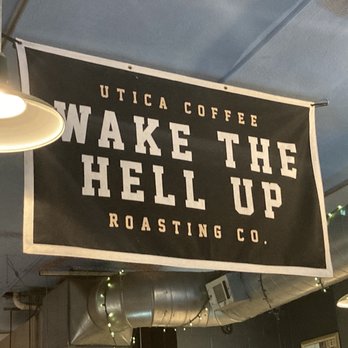 UTICA COFFEE
WAKE THE
HELL UP
ROASTING CO.